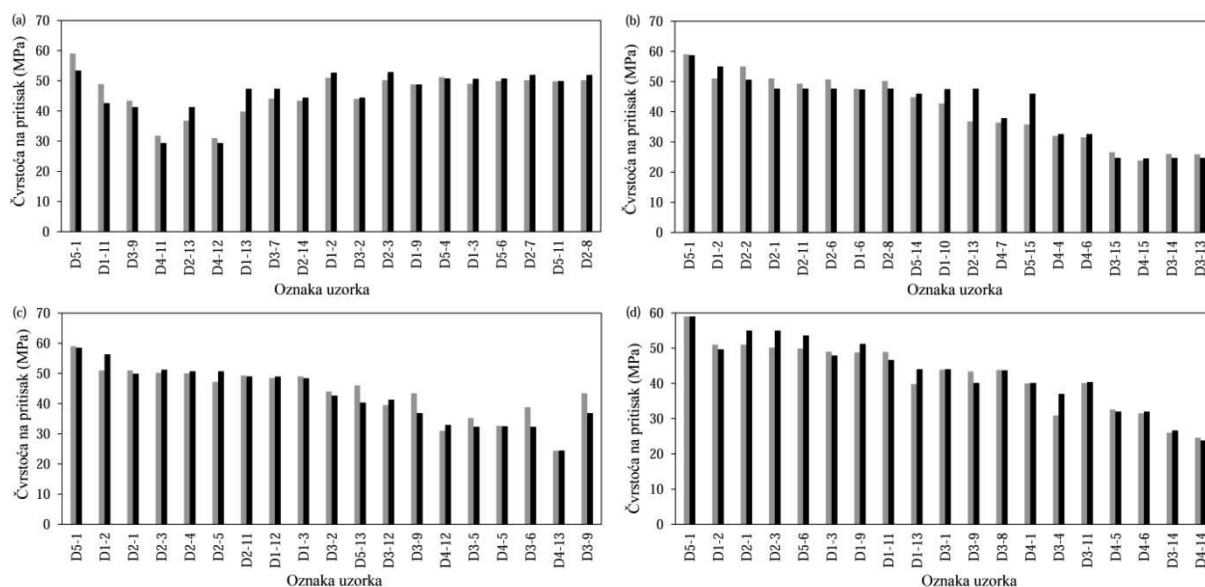 (a)
70
60
50
40
30
20
10
0
Čvrstoća na pritisak (MPa)
D5-1 D1-11 D3-9 D4-11 D2-13 D4-12 D1-13 D3-7 D2-14 D1-2 D3-2 D2-3 D1-9 D5-4 D1-3 D5-6 D2-7 D5-11 D2-8
Oznaka uzorka
(b)
70
60
50
40
30
20
10
0
Čvrstoća na pritisak (MPa)
D5-1 D1-2 D2-2 D2-1 D2-11 D2-6 D1-6 D2-8 D5-14 D1-10 D2-13 D4-7 D5-15 D4-4 D4-6 D3-15 D4-15 D3-14 D3-13
Oznaka uzorka
(c)
70
60
50
40
30
20
10
0
Čvrstoća na pritisak (MPa)
D5-1 D1-2 D2-1 D2-3 D2-4 D2-5 D2-11 D1-12 D1-3 D3-2 D5-13 D3-12 D3-9 D4-12 D3-5 D4-5 D3-6 D4-13 D3-9
Oznaka uzorka
(d)
60
50
40
30
20
10
0
Čvrstoća na pritisak (MPa)
D5-1 D1-2 D2-1 D2-3 D5-6 D1-3 D1-9 D1-11 D1-13 D3-1 D3-9 D3-8 D4-1 D3-4 D3-11 D4-5 D4-6 D3-14 D4-14
Oznaka uzorka